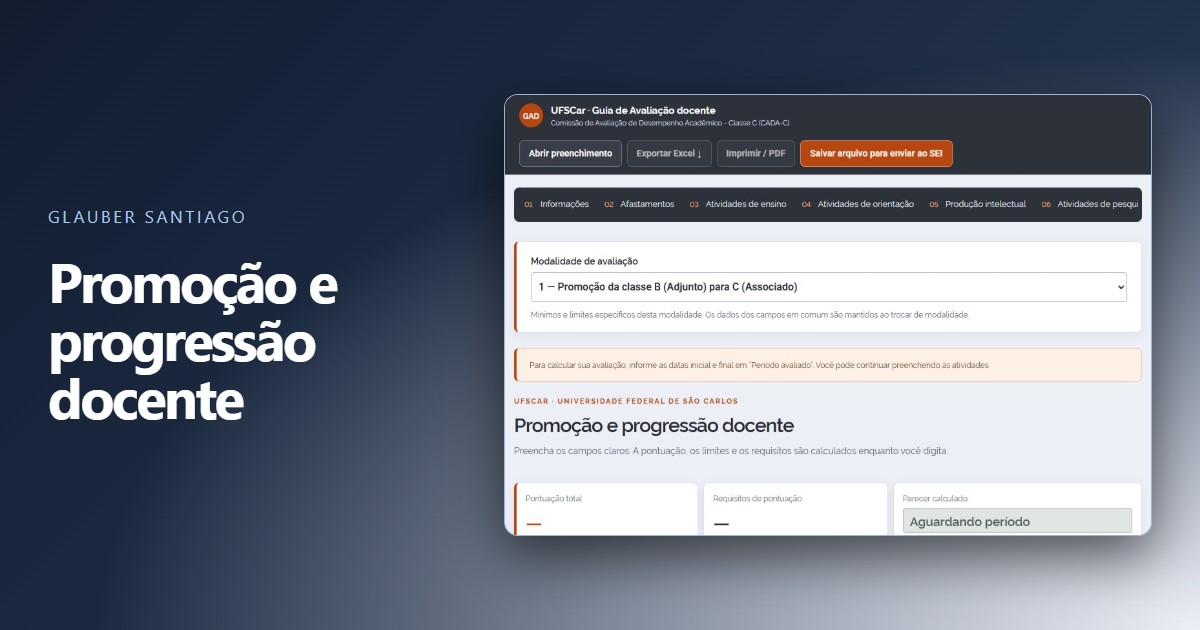 GLAUBER SANTIAGO
Promoção e
progressão
docente
GAD
UFSCar · Guia de Avaliação docente
Comissão de Avaliação de Desempenho Acadêmico - Classe C (CADA-C)
Abrir preenchimento
Exportar Excel ↓
Imprimir / PDF
Salvar arquivo para enviar ao SEI
01 Informações
02 Afastamentos
03 Atividades de ensino
04 Atividades de orientação
05 Produção intelectual
06 Atividades de pesqui
Modalidade de avaliação
1 — Promoção da classe B (Adjunto) para C (Associado)
Mínimos e limites específicos desta modalidade. Os dados dos campos em comum são mantidos ao trocar de modalidade.
Para calcular sua avaliação, informe as datas inicial e final em "Período avaliado". Você pode continuar preenchendo as atividades.
UFSCAR · UNIVERSIDADE FEDERAL DE SÃO CARLOS
Promoção e progressão docente
Preencha os campos claros. A pontuação, os limites e os requisitos são calculados enquanto você digita.
Pontuação total
—
Requisitos de pontuação
—
Parecer calculado
Aguardando período